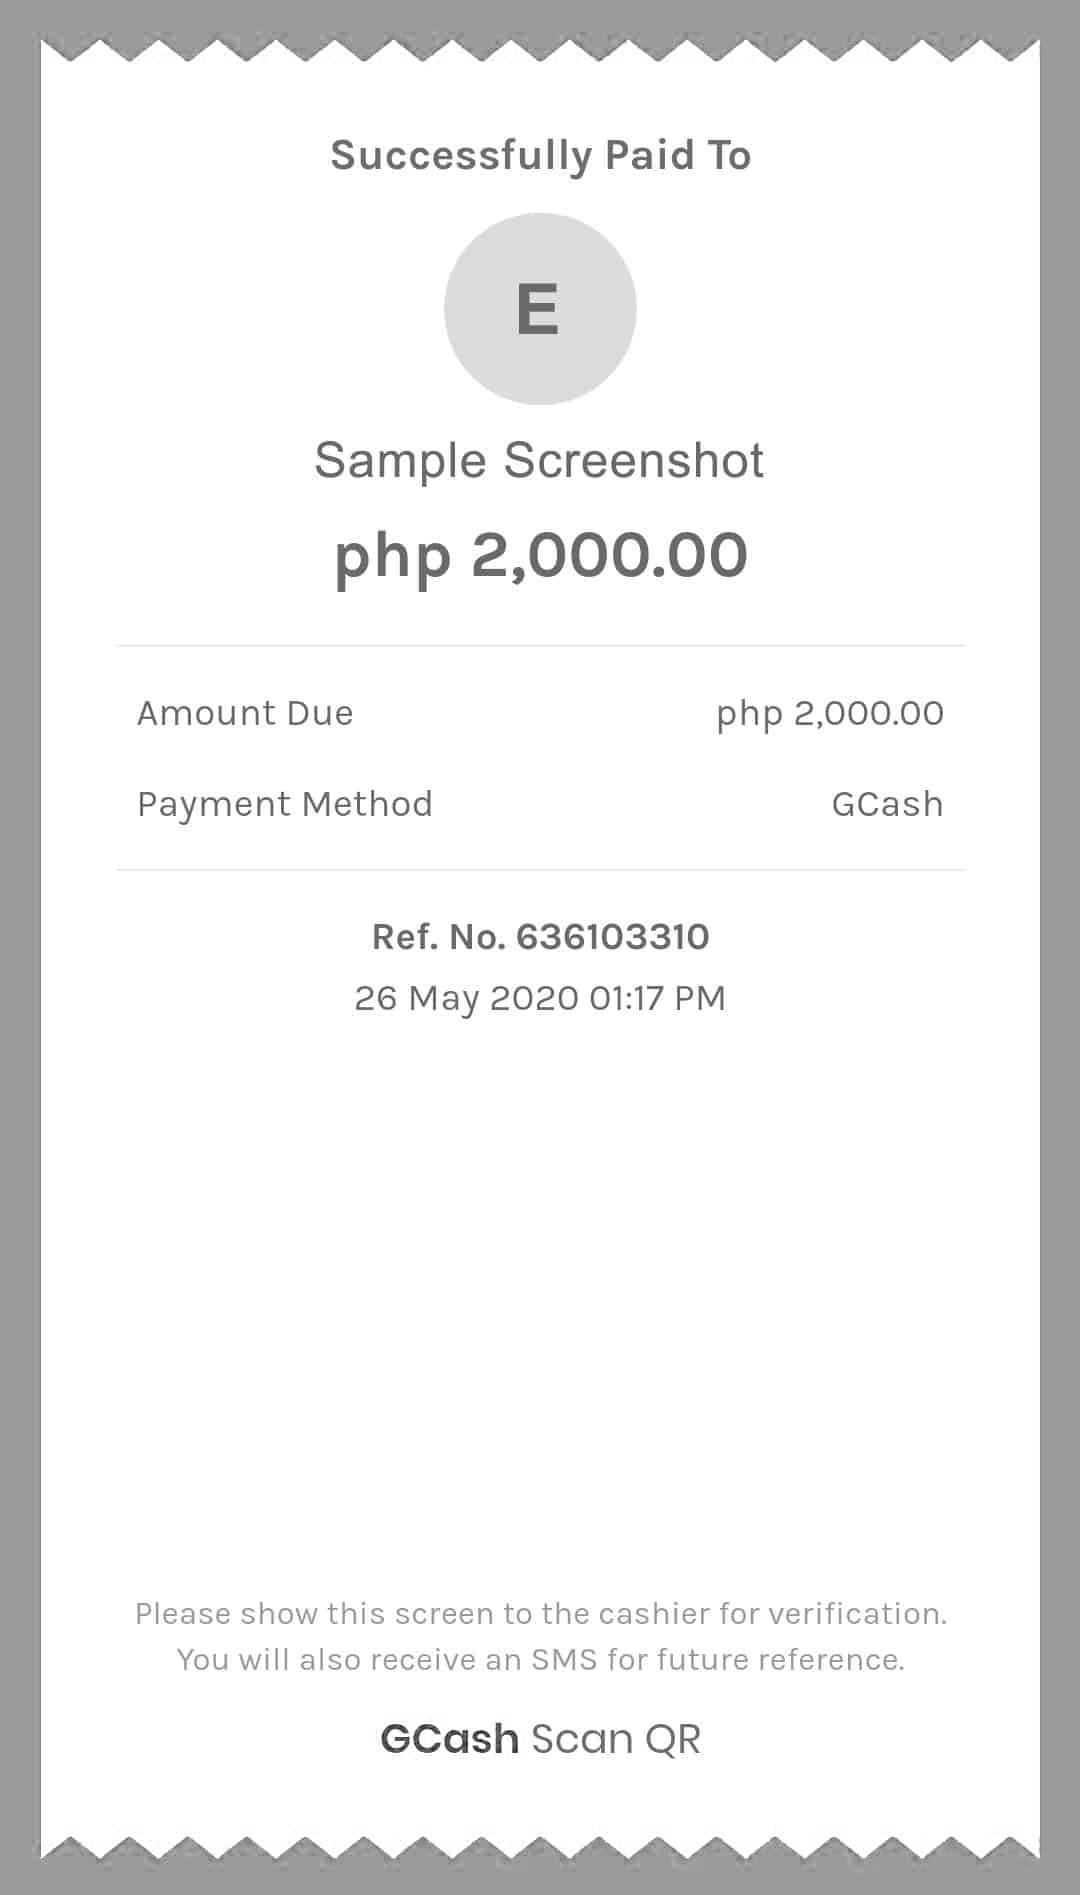 Successfully Paid To
E
Sample Screenshot
php 2,000.00
Amount Due php 2,000.00
Payment Method GCash
Ref. No. 636103310
26 May 2020 01:17 PM
Please show this screen to the cashier for verification.
You will also receive an SMS for future reference.
GCash Scan QR